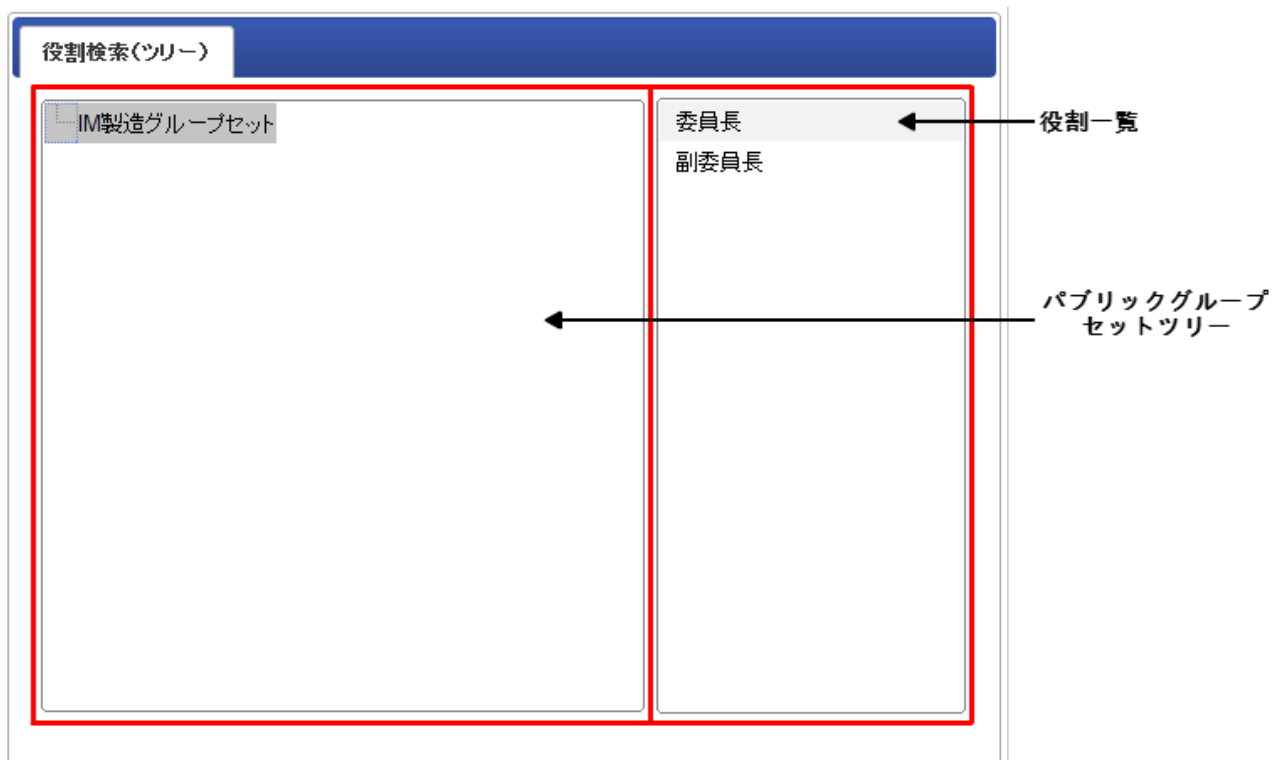 役割検索(ツリー)
IM製造グループセット
委員長
役割一覧
副委員長
パブリックグループ
セットツリー